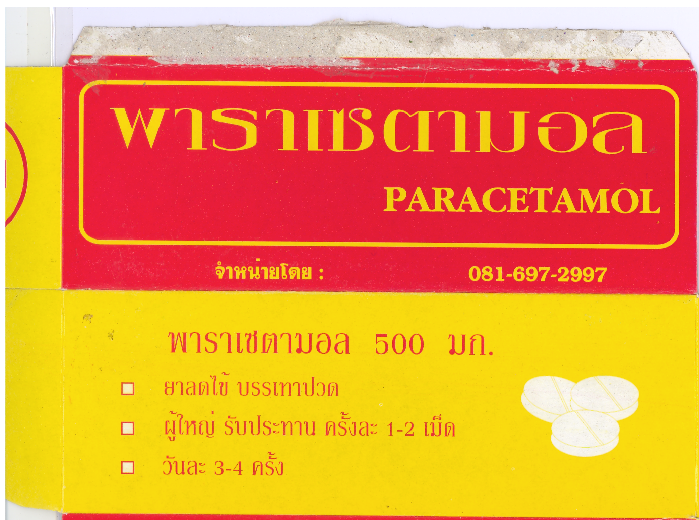 พาราเซตามอล
PARACETAMOL
จำหน่ายโดย : 081-697-2997
พาราเซตามอล 500 มก.
ยาลดไข้ บรรเทาปวด
ผู้ใหญ่ รับประทาน ครั้งละ 1-2 เม็ด
วันละ 3-4 ครั้ง